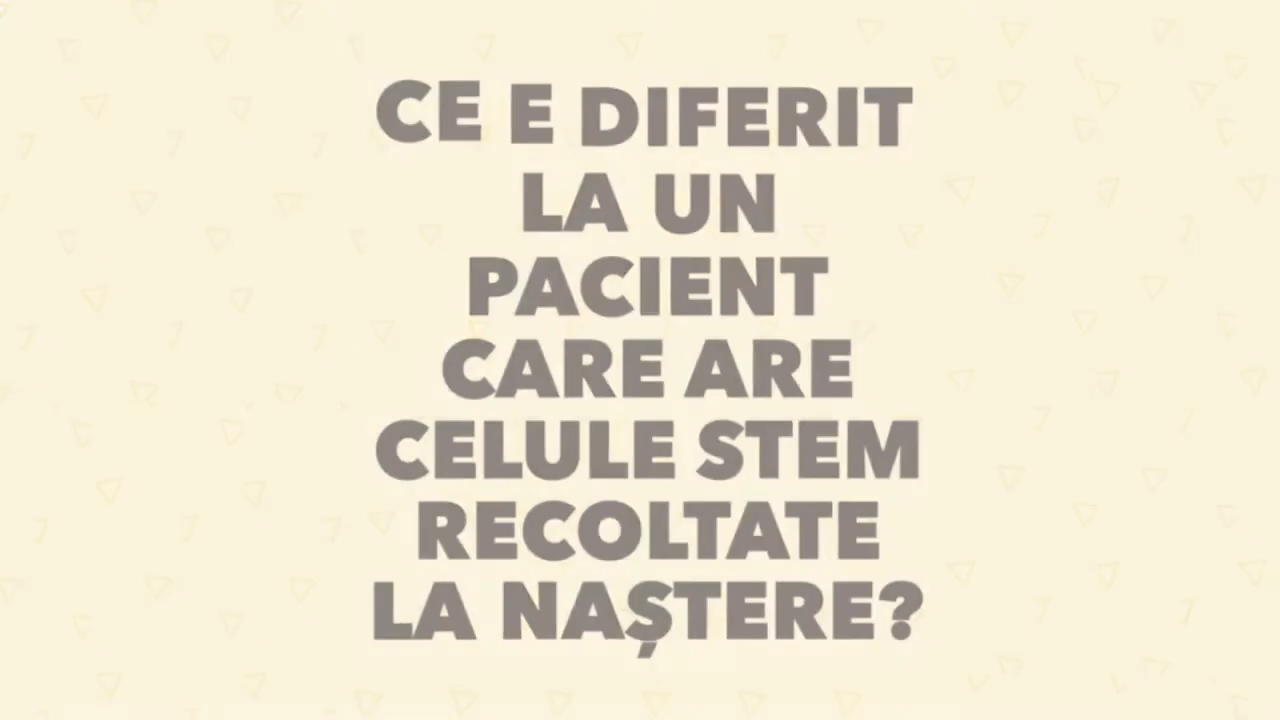 CE E DIFERIT
LA UN
PACIENT
CARE ARE
CELULE STEM
RECOLTATE
LA NAȘTERE?